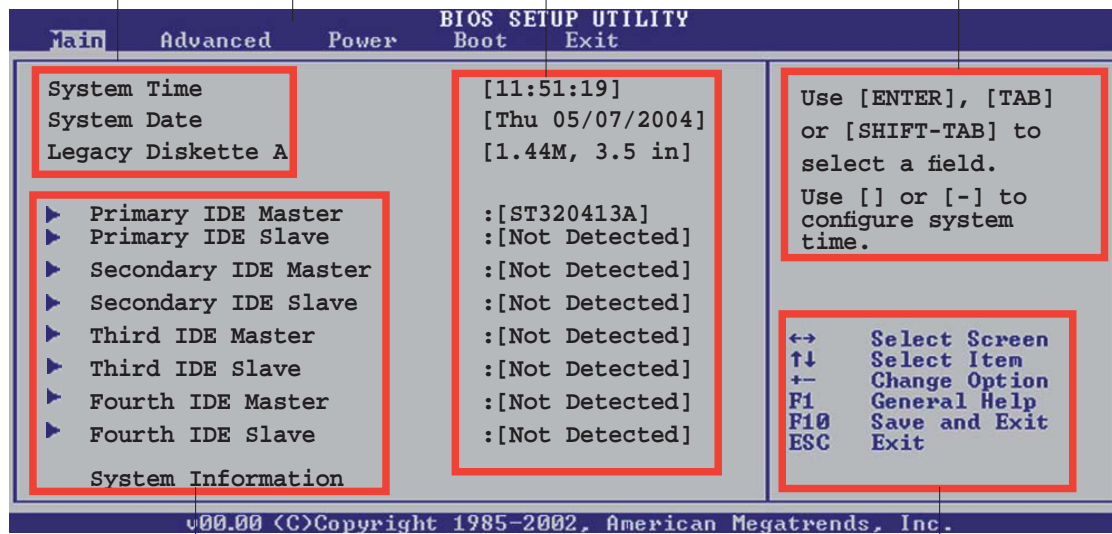 BIOS SETUP UTILITY
Main Advanced Power Boot Exit
System Time [11:51:19]
System Date [Thu 05/07/2004]
Legacy Diskette A [1.44M, 3.5 in]
Primary IDE Master :[ST320413A]
Primary IDE Slave :[Not Detected]
Secondary IDE Master :[Not Detected]
Secondary IDE Slave :[Not Detected]
Third IDE Master :[Not Detected]
Third IDE Slave :[Not Detected]
Fourth IDE Master :[Not Detected]
Fourth IDE Slave :[Not Detected]
System Information
Use [ENTER], [TAB]
or [SHIFT-TAB] to
select a field.
Use [] or [-] to
configure system
time.
←→ Select Screen
↑↓ Select Item
+- Change Option
F1 General Help
F10 Save and Exit
ESC Exit
v00.00 (C)Copyright 1985-2002, American Megatrends, Inc.